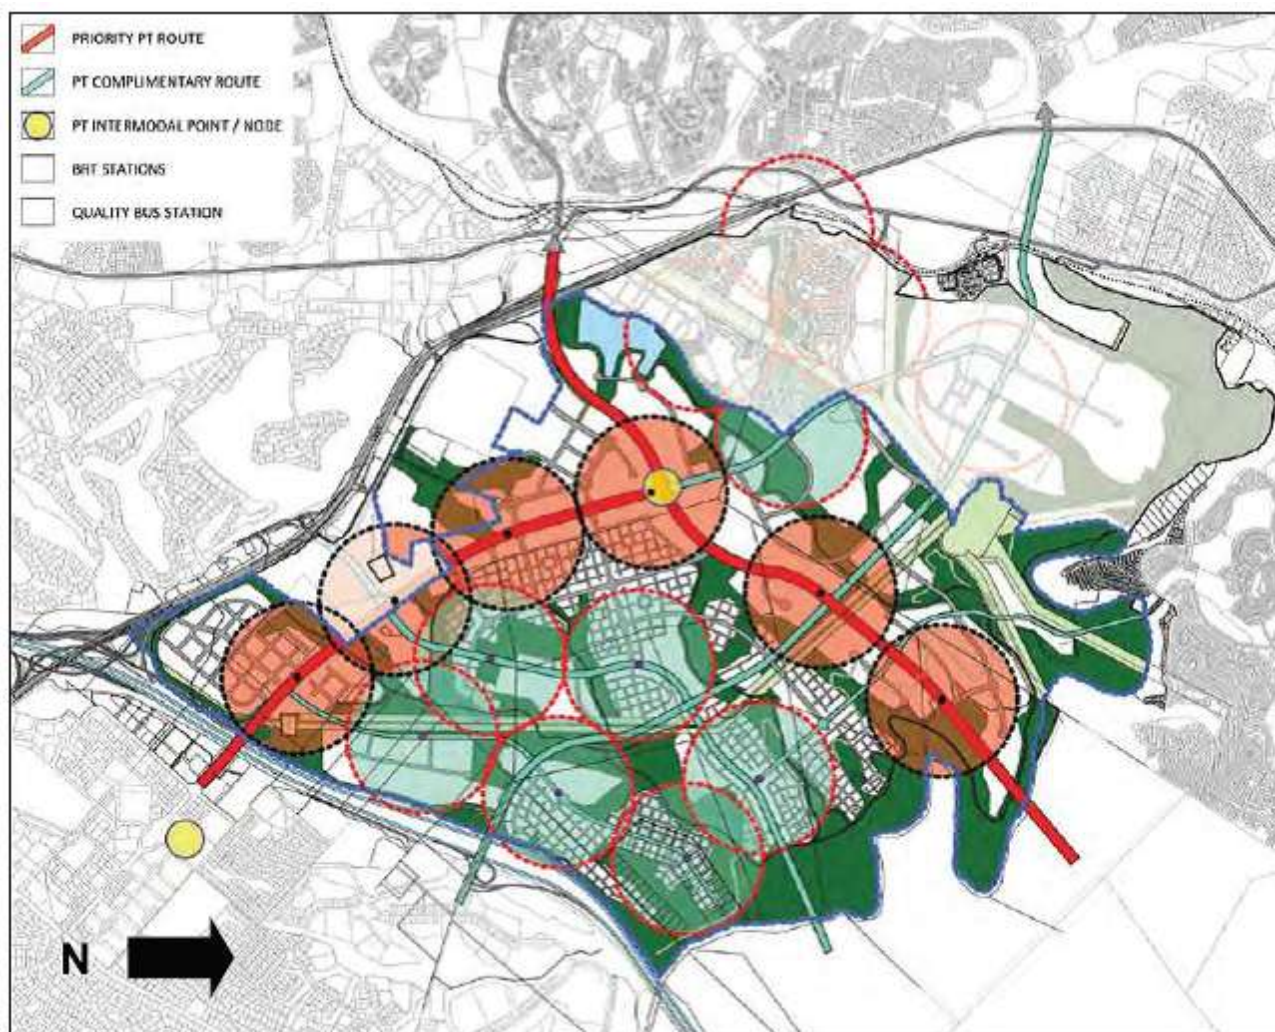 PRIORITY PT ROUTE
PT COMPLIMENTARY ROUTE
PT INTERMODAL POINT / NODE
BRT STATIONS
QUALITY BUS STATION
N